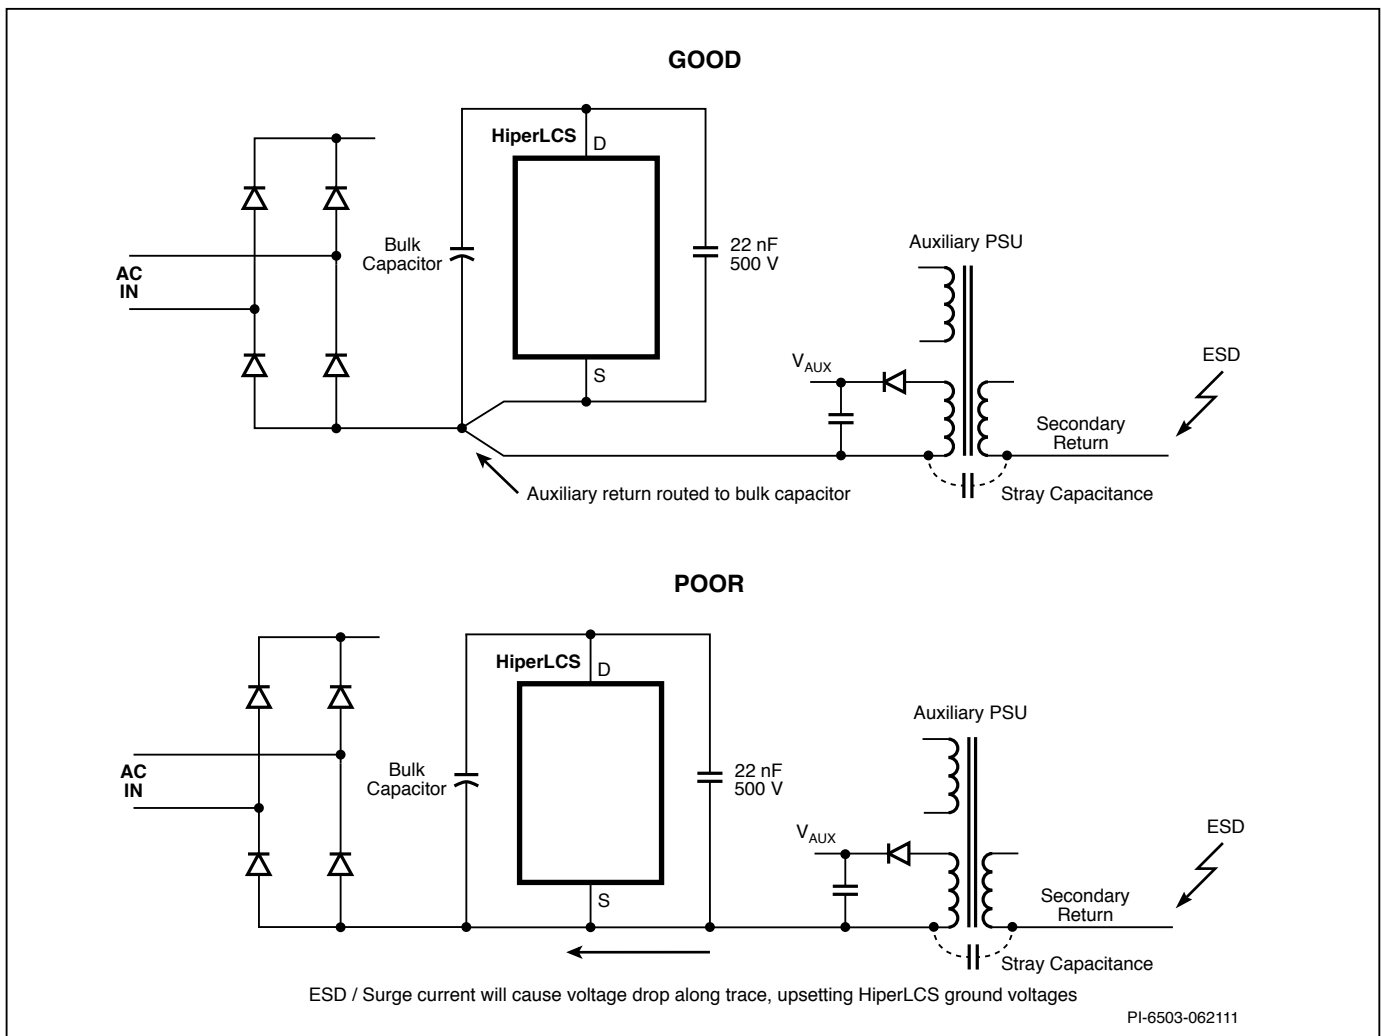 GOOD
HiperLCS
D
Bulk
Capacitor
22 nF
500 V
Auxiliary PSU
AC
IN
VAUX
ESD
S
Secondary
Return
Auxiliary return routed to bulk capacitor
Stray Capacitance
POOR
HiperLCS
D
Auxiliary PSU
Bulk
Capacitor
22 nF
500 V
AC
IN
VAUX
ESD
S
Secondary
Return
Stray Capacitance
ESD / Surge current will cause voltage drop along trace, upsetting HiperLCS ground voltages
PI-6503-062111